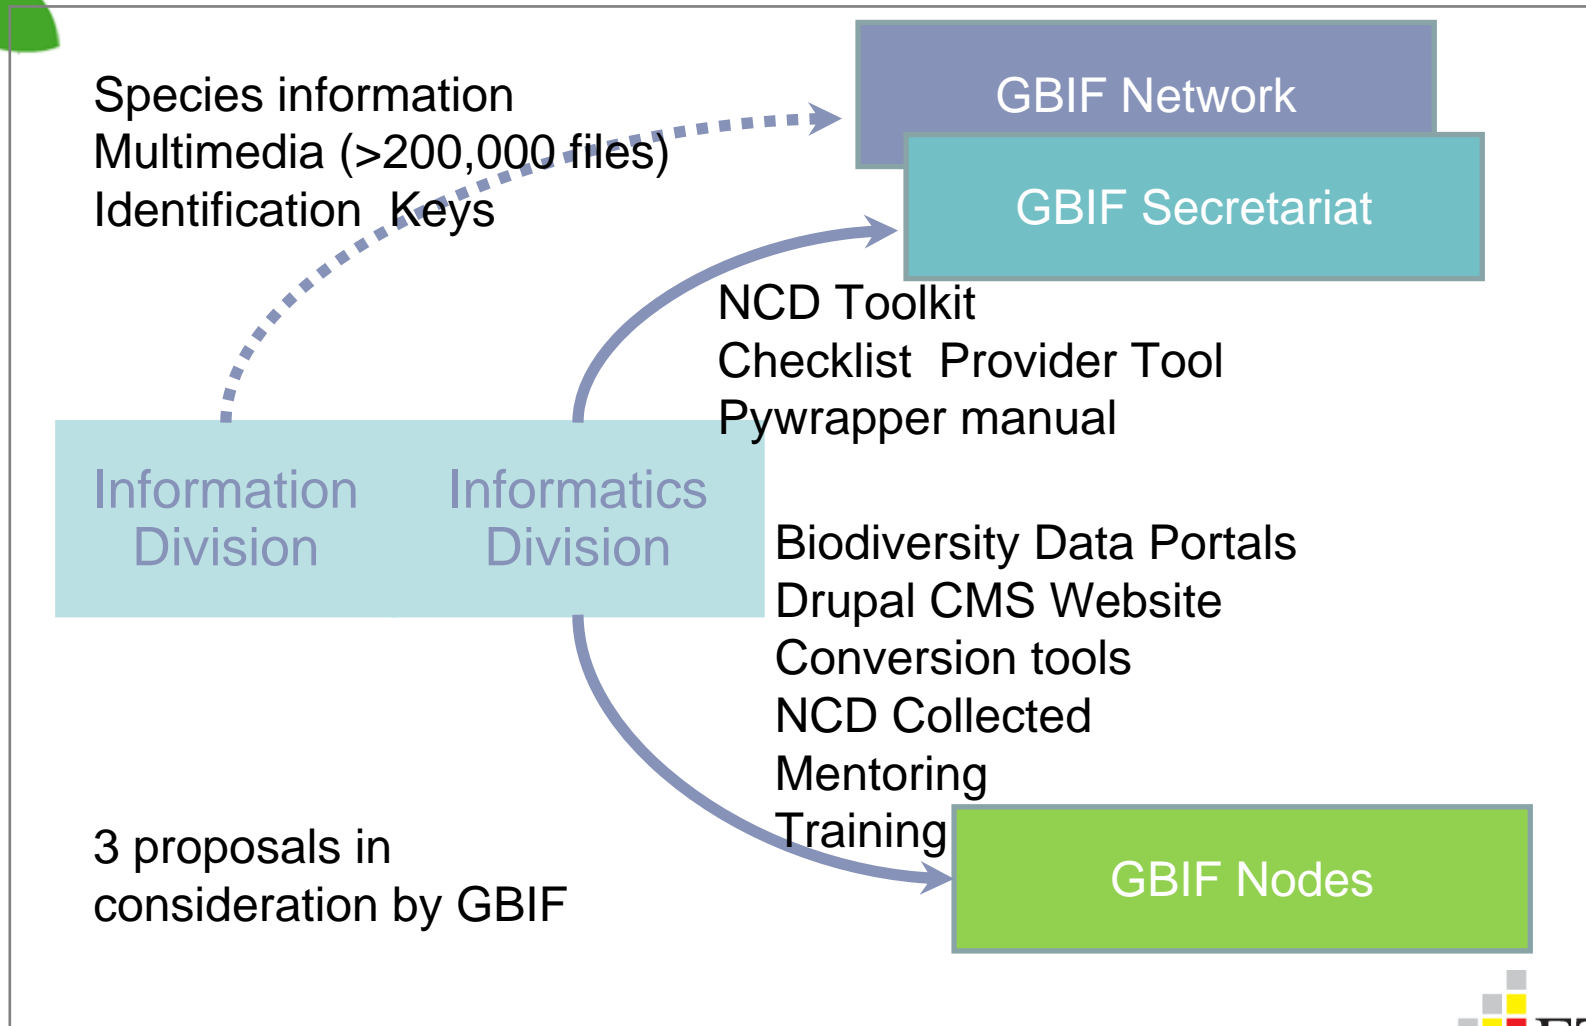 Species information
Multimedia (>200,000 files)
Identification Keys
GBIF Network
GBIF Secretariat
NCD Toolkit
Checklist Provider Tool
Pywrapper manual
Information
Division
Informatics
Division
Biodiversity Data Portals
Drupal CMS Website
Conversion tools
NCD Collected
Mentoring
Training
3 proposals in
consideration by GBIF
GBIF Nodes